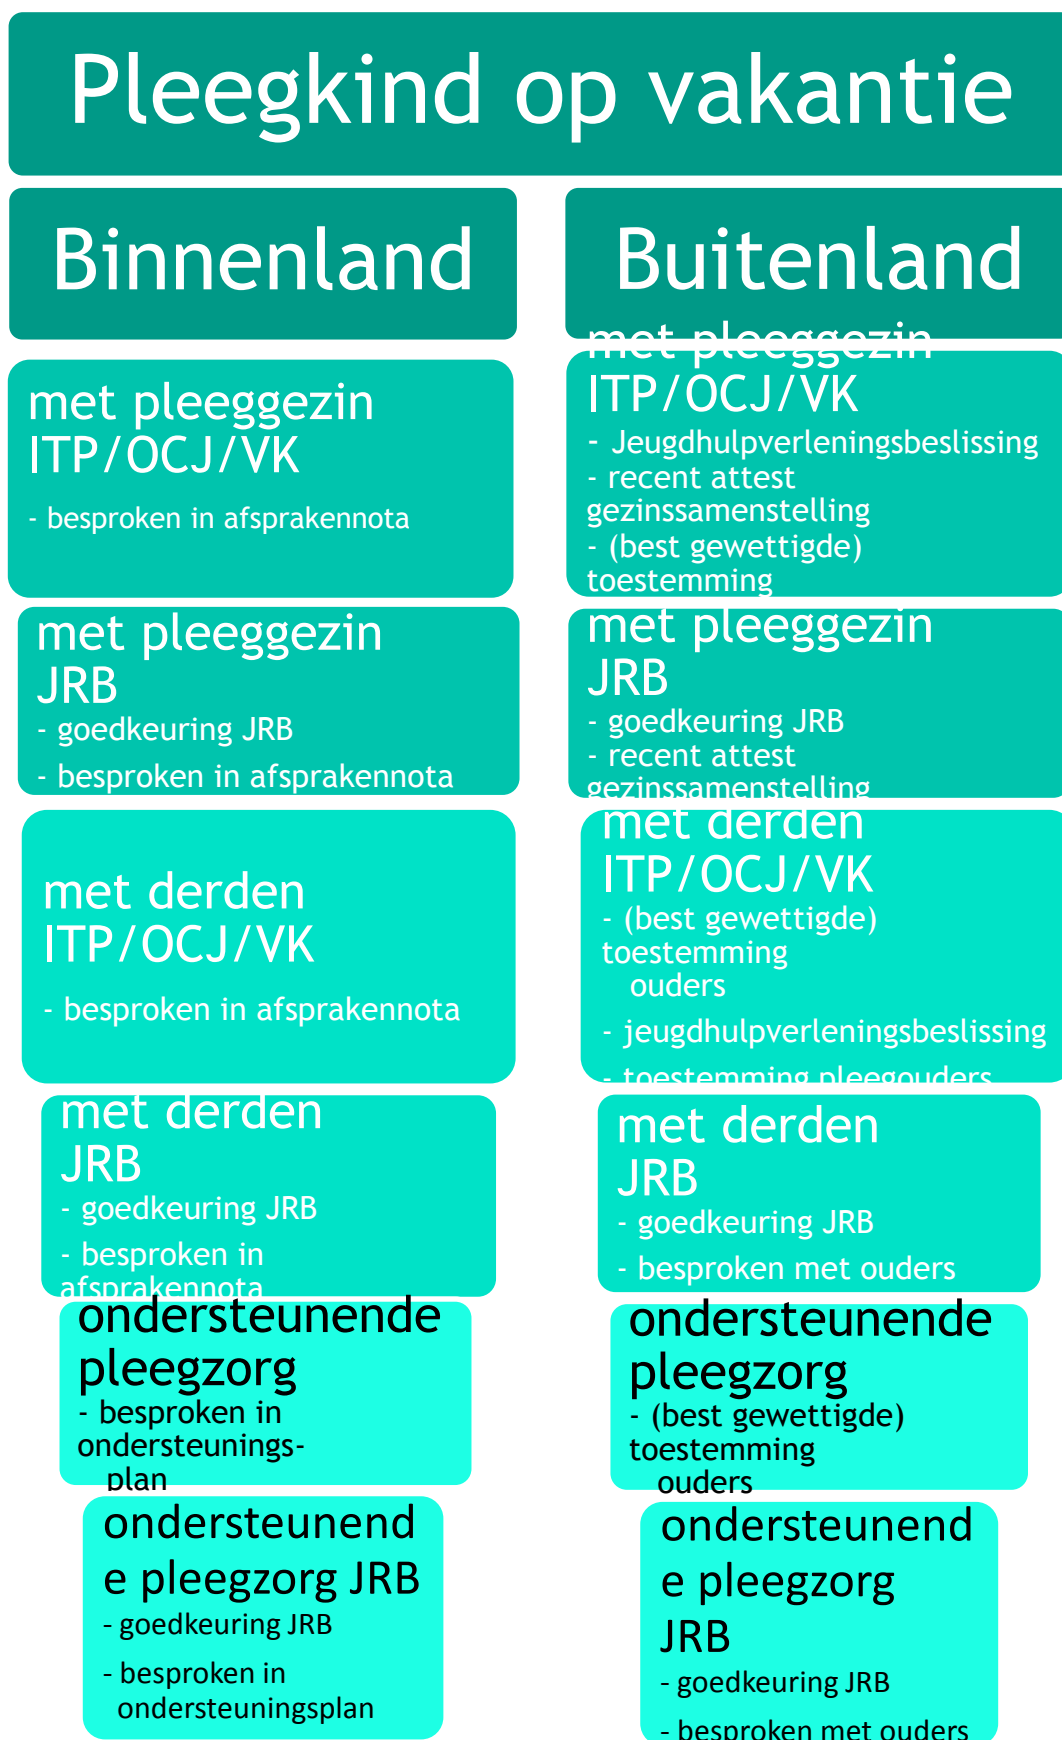 Pleegkind op vakantie
Binnenland
met pleeggezin
ITP/OCJ/VK
- besproken in afsprakennota
met pleeggezin
JRB
- goedkeuring JRB
- besproken in afsprakennota
met derden
ITP/OCJ/VK
- besproken in afsprakennota
met derden
JRB
- goedkeuring JRB
- besproken in
afsprakennota
ondersteunende
pleegzorg
- besproken in
ondersteunings-
plan
ondersteunend
e pleegzorg JRB
- goedkeuring JRB
- besproken in
ondersteuningsplan
Buitenland
met pleeggezin
ITP/OCJ/VK
- Jeugdhulpverleningsbeslissing
- recent attest
gezinssamenstelling
- (best gewettigde)
toestemming
met pleeggezin
JRB
- goedkeuring JRB
- recent attest
gezinssamenstelling
met derden
ITP/OCJ/VK
- (best gewettigde)
toestemming
ouders
- jeugdhulpverleningsbeslissing
- toestemming pleegouders
met derden
JRB
- goedkeuring JRB
- besproken met ouders
ondersteunende
pleegzorg
- (best gewettigde)
toestemming
ouders
ondersteunend
e pleegzorg
JRB
- goedkeuring JRB
- besproken met ouders